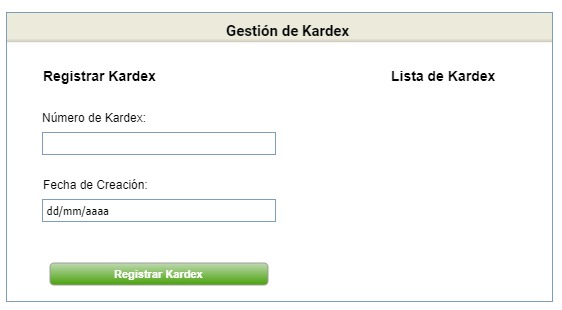 Gestión de Kardex
Registrar Kardex
Lista de Kardex
Número de Kardex:
Fecha de Creación:
dd/mm/aaaa
Registrar Kardex